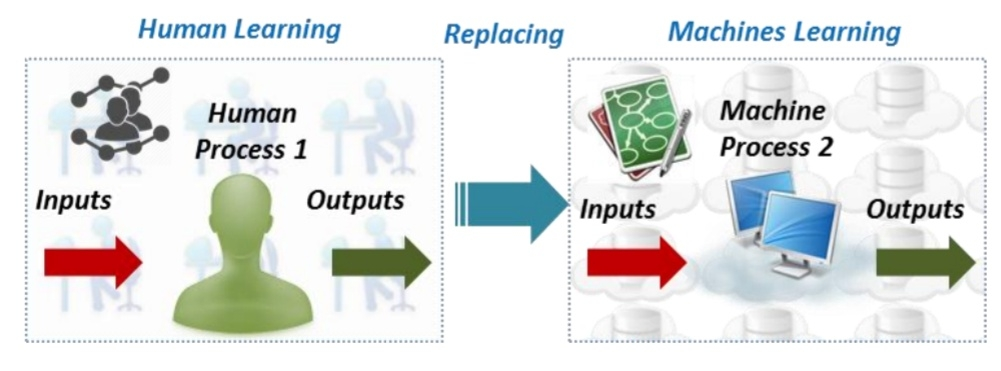 Human Learning
Replacing
Machines Learning
Human
Process 1
Inputs
Outputs
Machine
Process 2
Inputs
Outputs